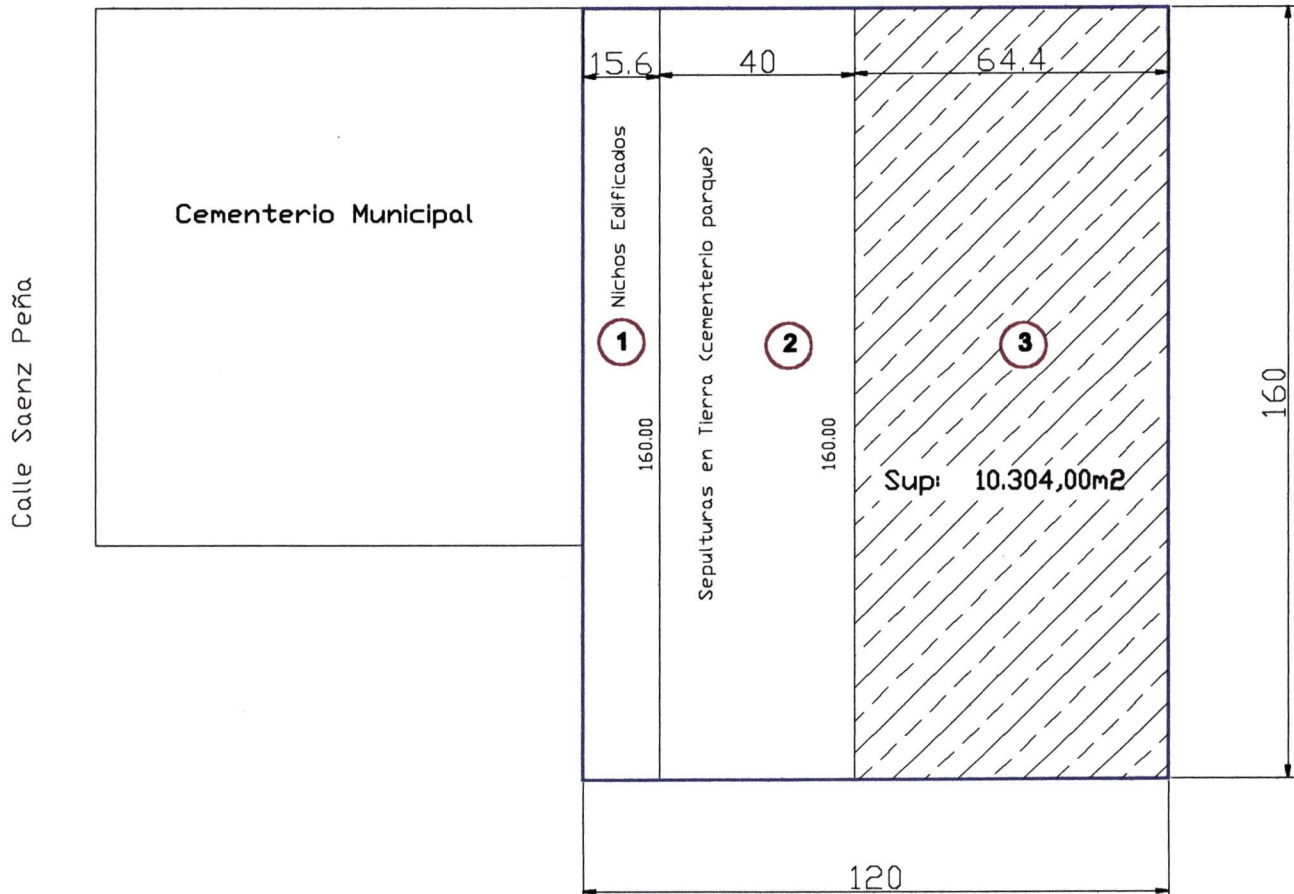 15.6
40
64.4
Cementerio Municipal
Calle Saenz Peña
Nichos Edificados
Sepulturas en Tierra (cementerio parque)
1
2
3
160.00
160.00
160
Sup: 10.304,00m2
120